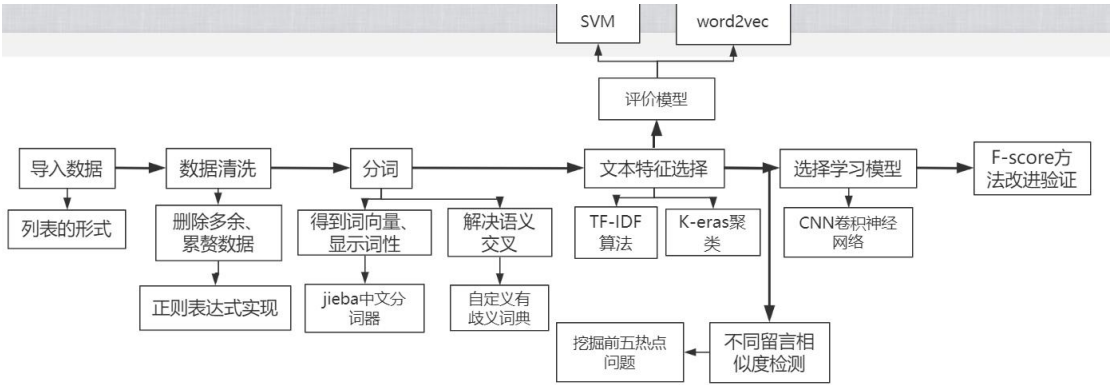 SVM
word2vec
评价模型
导入数据
数据清洗
分词
文本特征选择
选择学习模型
F-score方
法改进验证
列表的形式
删除多余、
累赘数据
得到词向量、
显示词性
解决语义
交叉
TF-IDF
算法
K-eras聚
类
CNN卷积神经
网络
正则表达式实现
jieba中文分
词器
自定义有
歧义词典
挖掘前五热点
问题
不同留言相
似度检测